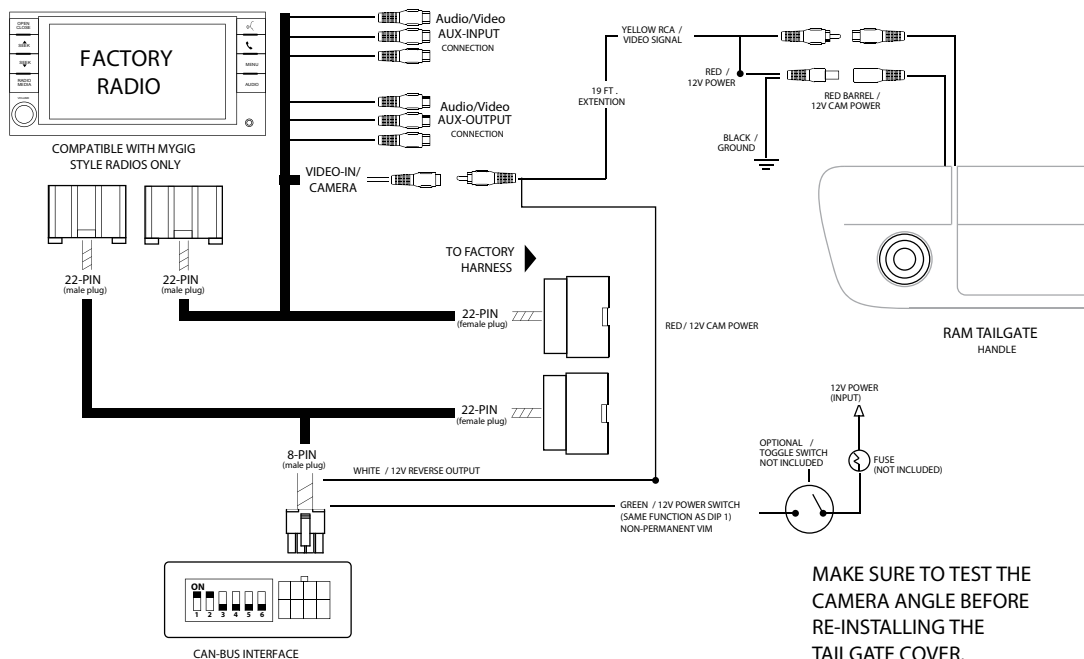 OPEN
CLOSE
SEEK
SEEK
RADIO
MEDIA
MENU
AUDIO
FACTORY
RADIO
COMPATIBLE WITH MYGIG
STYLE RADIOS ONLY
Audio/Video
AUX-INPUT
CONNECTION
Audio/Video
AUX-OUTPUT
CONNECTION
VIDEO-IN/
CAMERA
YELLOW RCA /
VIDEO SIGNAL
RED /
12V POWER
19 FT .
EXTENTION
RED BARREL /
12V CAM POWER
BLACK /
GROUND
22-PIN
(male plug)
22-PIN
(male plug)
TO FACTORY
HARNESS
22-PIN
(female plug)
RED/ 12V CAM POWER
RAM TAILGATE
HANDLE
22-PIN
(female plug)
12V POWER
(INPUT)
OPTIONAL /
TOGGLE SWITCH
NOT INCLUDED
FUSE
(NOT INCLUDED)
8-PIN
(male plug)
WHITE / 12V REVERSE OUTPUT
GREEN / 12V POWER SWITCH
(SAME FUNCTION AS DIP 1)
NON-PERMANENT VIM
ON
1 2 3 4 5 6
CAN-BUS INTERFACE
MAKE SURE TO TEST THE
CAMERA ANGLE BEFORE
RE-INSTALLING THE
TAILGATE COVER.